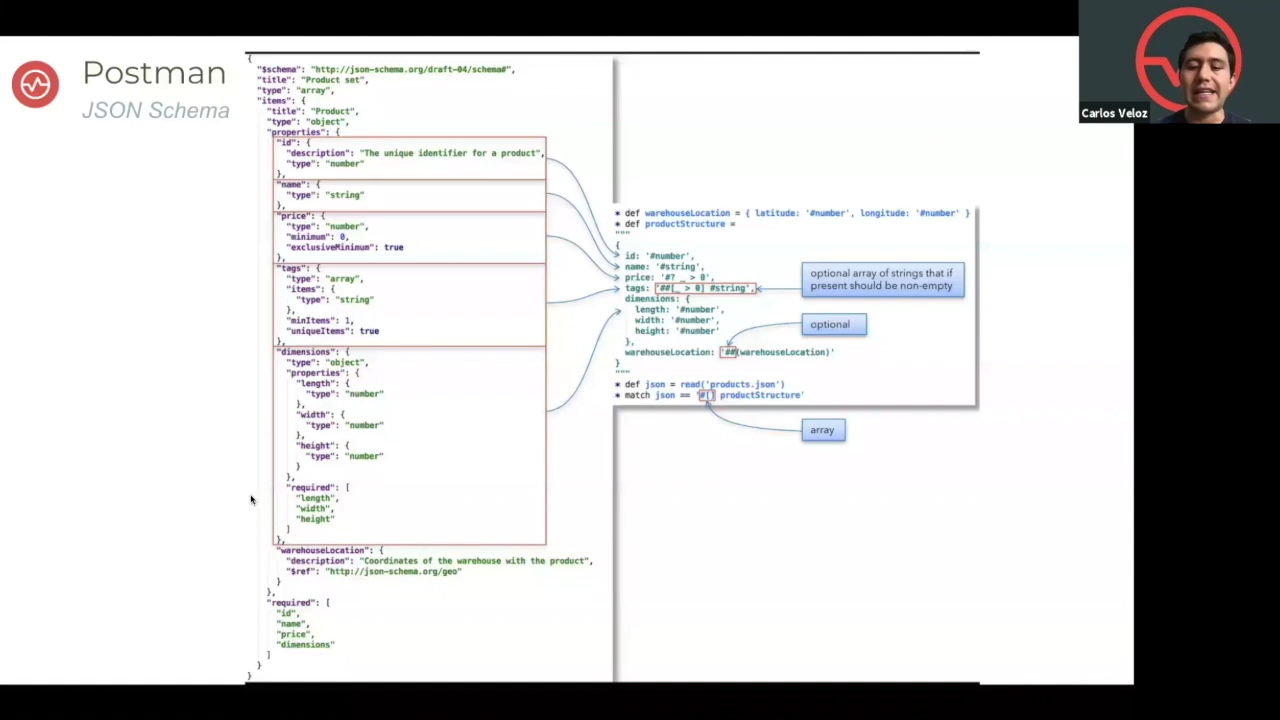 Postman
JSON Schema
{
"$schema": "http://json-schema.org/draft-04/schema#",
"title": "Product set",
"type": "array",
"items": {
"title": "Product",
"type": "object",
"properties": {
"id": {
"description": "The unique identifier for a product",
"type": "number"
},
"name": {
"type": "string"
},
"price": {
"type": "number",
"minimum": 0,
"exclusiveMinimum": true
},
"tags": {
"type": "array",
"items": {
"type": "string"
},
"minItems": 1,
"uniqueItems": true
},
"dimensions": {
"type": "object",
"properties": {
"length": {
"type": "number"
},
"width": {
"type": "number"
},
"height": {
"type": "number"
}
},
"required": [
"length",
"width",
"height"
]
},
"warehouseLocation": {
"description": "Coordinates of the warehouse with the product",
"$ref": "http://json-schema.org/geo"
}
},
"required": [
"id",
"name",
"price",
"dimensions"
]
}
}
* def warehouseLocation = { latitude: '#number', longitude: '#number' }
* def productStructure =
"""
{
id: '#number',
name: '#string',
price: '#? _ > 0',
tags: '##[_ > 0] #string',
dimensions: {
length: '#number',
width: '#number',
height: '#number'
},
warehouseLocation: '##(warehouseLocation)'
}
"""
* def json = read('products.json')
* match json == '#[] productStructure'
optional array of strings that if
present should be non-empty
optional
array
Carlos Veloz